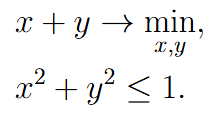 x + y → min,
x,y
x² + y² ≤ 1.